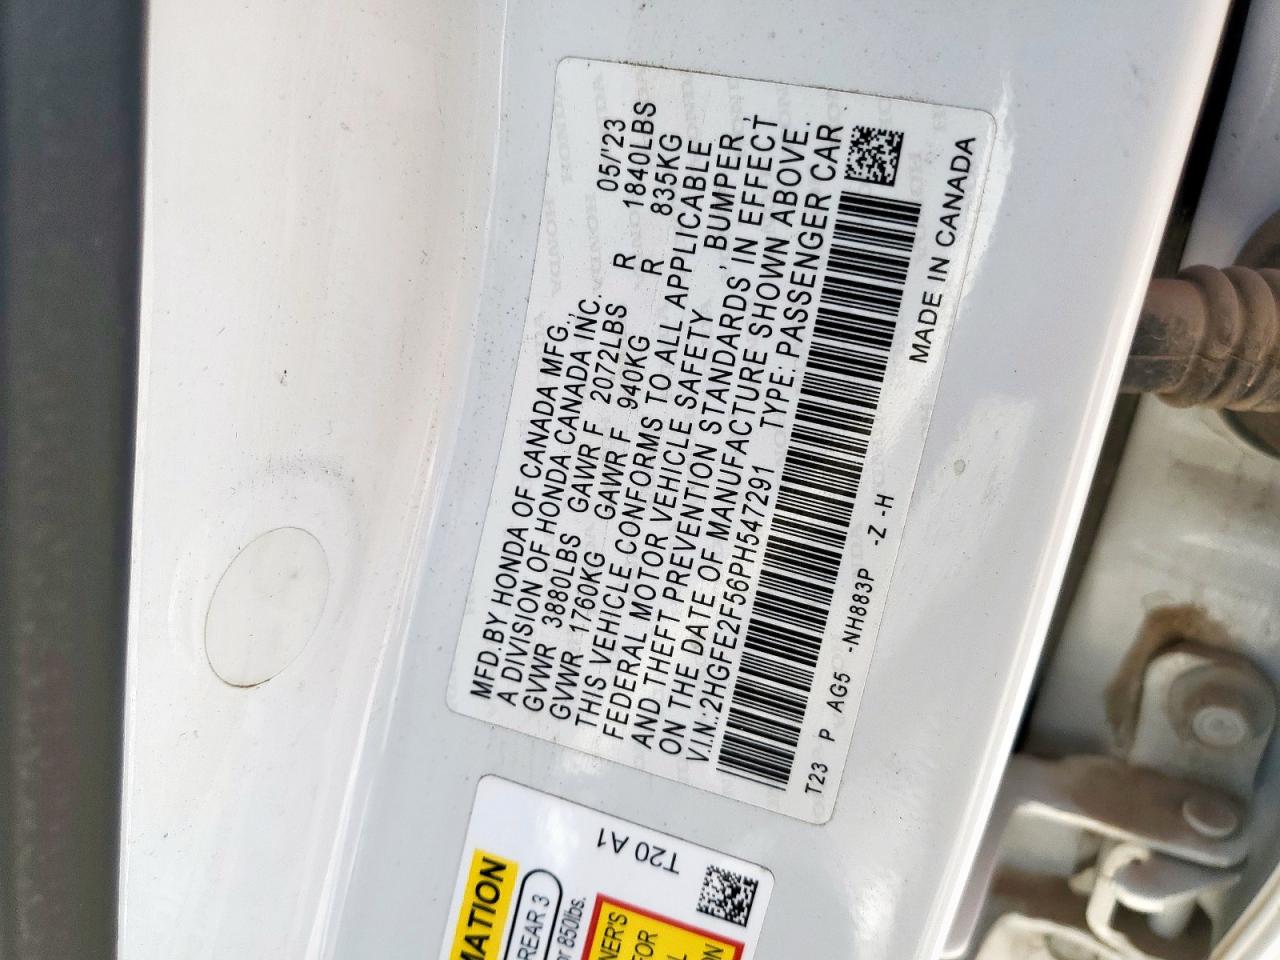 MFD.BY HONDA OF CANADA MFG.,
A DIVISION OF HONDA CANADA INC. 05/'23
GVWR 3880LBS GAWR F 2072LBS R 1840LBS
GVWR 1760KG GAWR F 940KG R 835KG
THIS VEHICLE CONFORMS TO ALL APPLICABLE
FEDERAL MOTOR VEHICLE SAFETY, BUMPER,
AND THEFT PREVENTION STANDARDS IN EFFECT
ON THE DATE OF MANUFACTURE SHOWN ABOVE.
V.I.N.:2HGFE2F56PH547291 TYPE: PASSENGER CAR
T23 P AG5 -NH883P -Z -H
MADE IN CANADA
T20 A1
MATION
REAR 3
or 850lbs.
NER'S
FOR